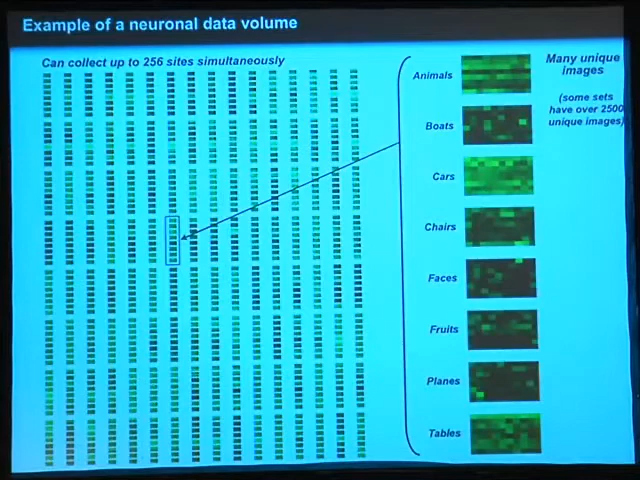 Example of a neuronal data volume
Can collect up to 256 sites simultaneously
Many unique
images
(some sets
have over 2500
unique images)
Animals
Boats
Cars
Chairs
Faces
Fruits
Planes
Tables